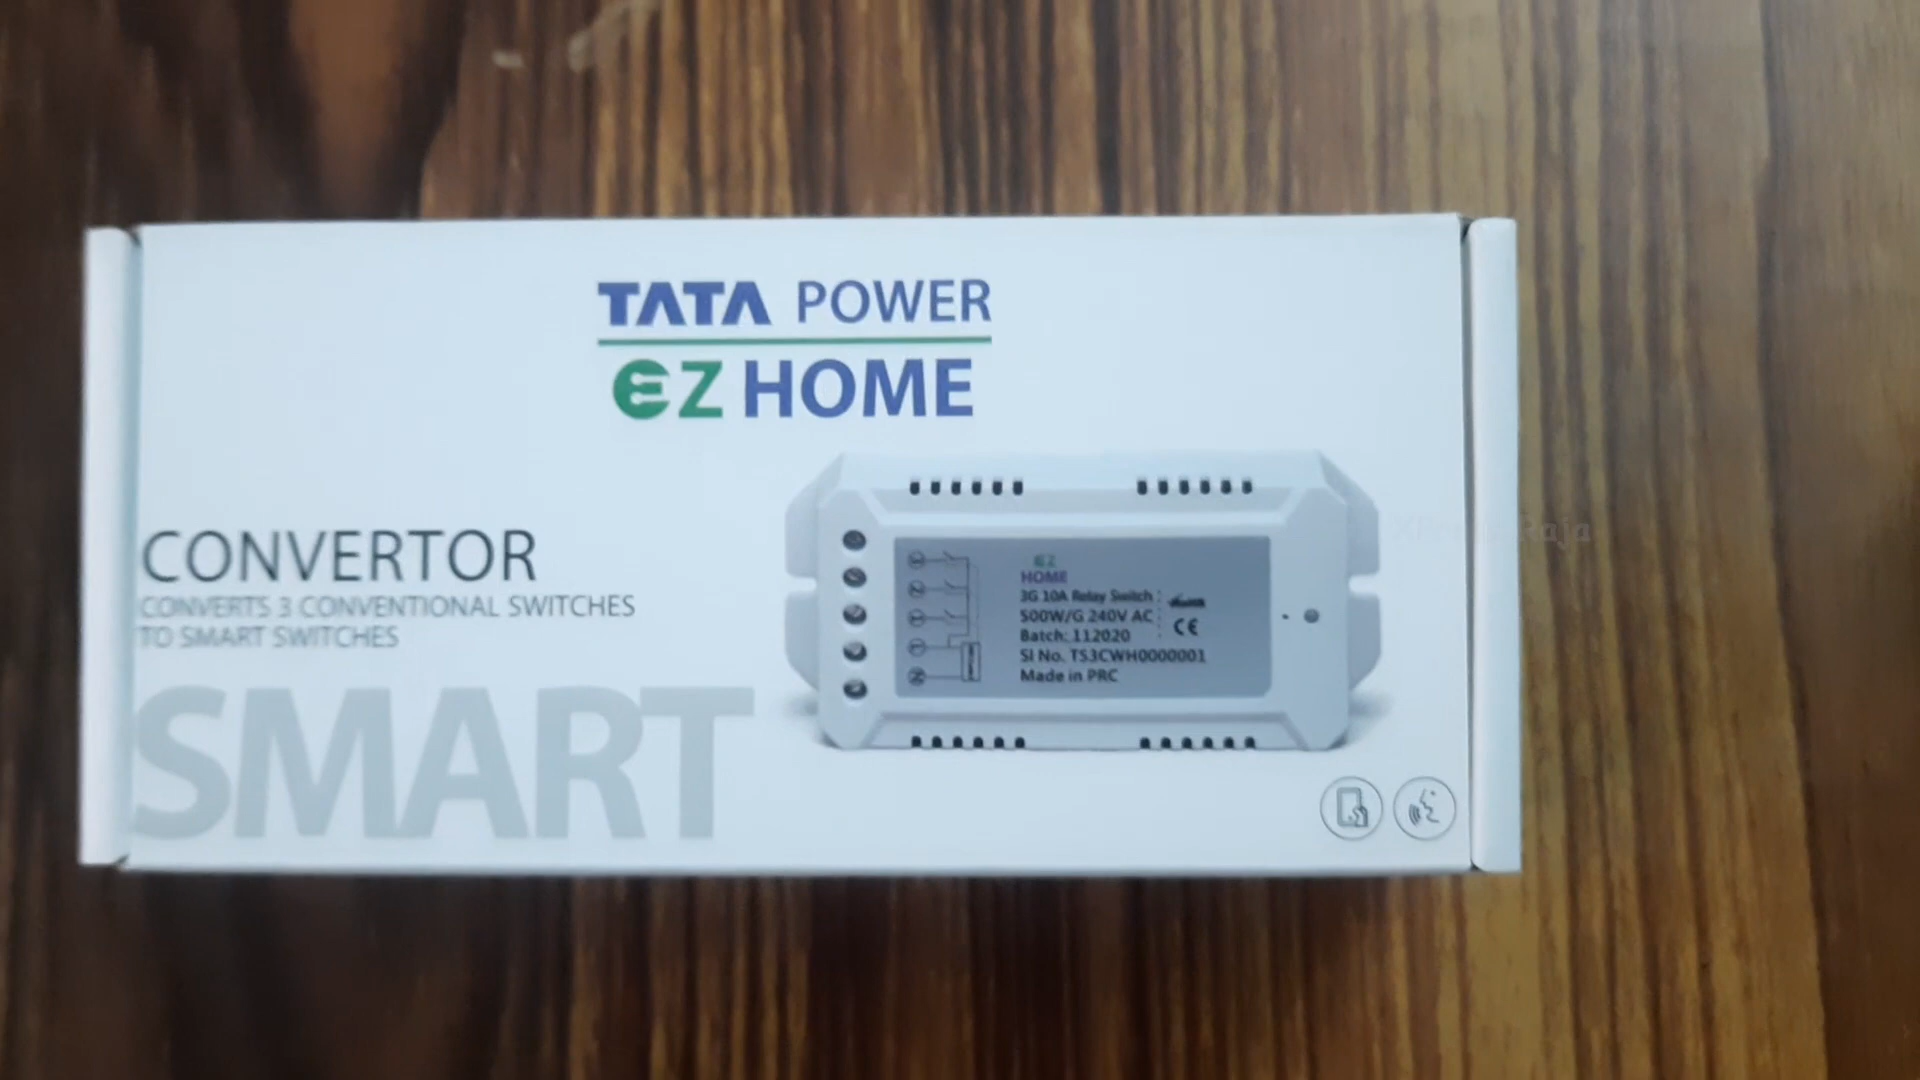 TATA POWER
EZ HOME
CONVERTOR
CONVERTS 3 CONVENTIONAL SWITCHES
TO SMART SWITCHES
SMART
EZ
HOME
3G 10A Relay Switch
500W/G 240V AC
CE
Batch: 112020
Sl No. TS3CWH0000001
Made in PRC
Raja